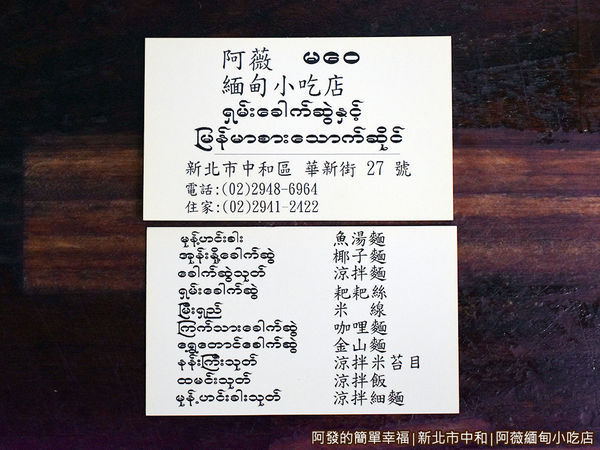 阿薇 မဝေ
緬甸小吃店
ရှမ်းခေါက်ဆွဲနှင့်
မြန်မာစားသောက်ဆိုင်
新北市中和區 華新街 27 號
電話:(02)2948-6964
住家:(02)2941-2422
မုန့်ဟင်းခါး 魚湯麵
အုန်းနို့ခေါက်ဆွဲ 椰子麵
ခေါက်ဆွဲသုတ် 涼拌麵
ရှမ်းခေါက်ဆွဲ 粑粑絲
မြီးရှည် 米 線
ကြက်သားခေါက်ဆွဲ 咖哩麵
ရွှေတောင်ခေါက်ဆွဲ 金山麵
နန်းကြီးသုတ် 涼拌米苔目
ထမင်းသုတ် 涼拌飯
မုန့်ဟင်းခါးသုတ် 涼拌細麵
阿發的簡單幸福|新北市中和|阿薇緬甸小吃店